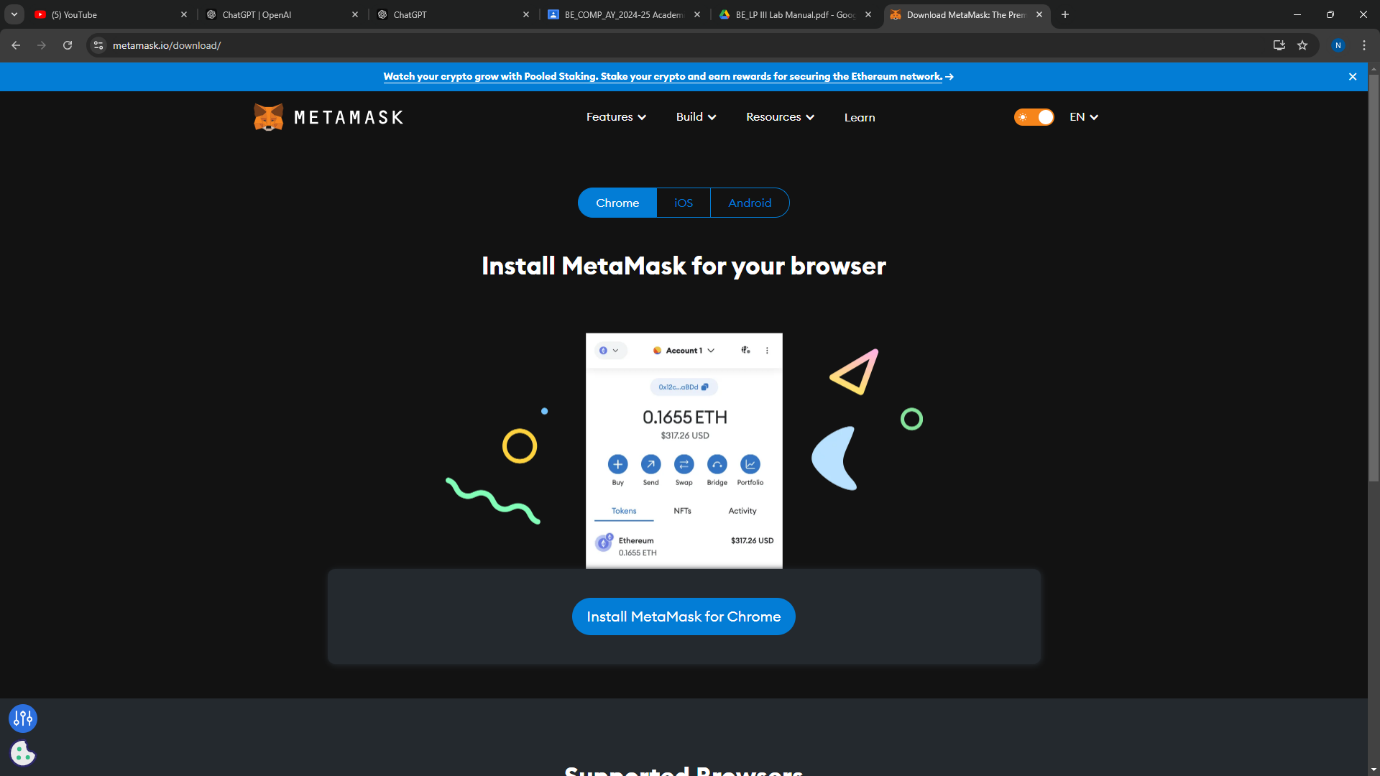 (5) YouTube
ChatGPT | OpenAI
ChatGPT
BE_COMP_AY_2024-25 Academ
BE_LP III Lab Manual.pdf - Goog
Download MetaMask: The Prem
metamask.io/download/
N
Watch your crypto grow with Pooled Staking. Stake your crypto and earn rewards for securing the Ethereum network. →
METAMASK
Features
Build
Resources
Learn
EN
Chrome
iOS
Android
Install MetaMask for your browser
Account 1
0x12c...a8Dd
0.1655 ETH
$317.26 USD
Buy
Send
Swap
Bridge
Portfolio
Tokens
NFTs
Activity
Ethereum
$317.26 USD
0.1655 ETH
Install MetaMask for Chrome
Supported Browsers